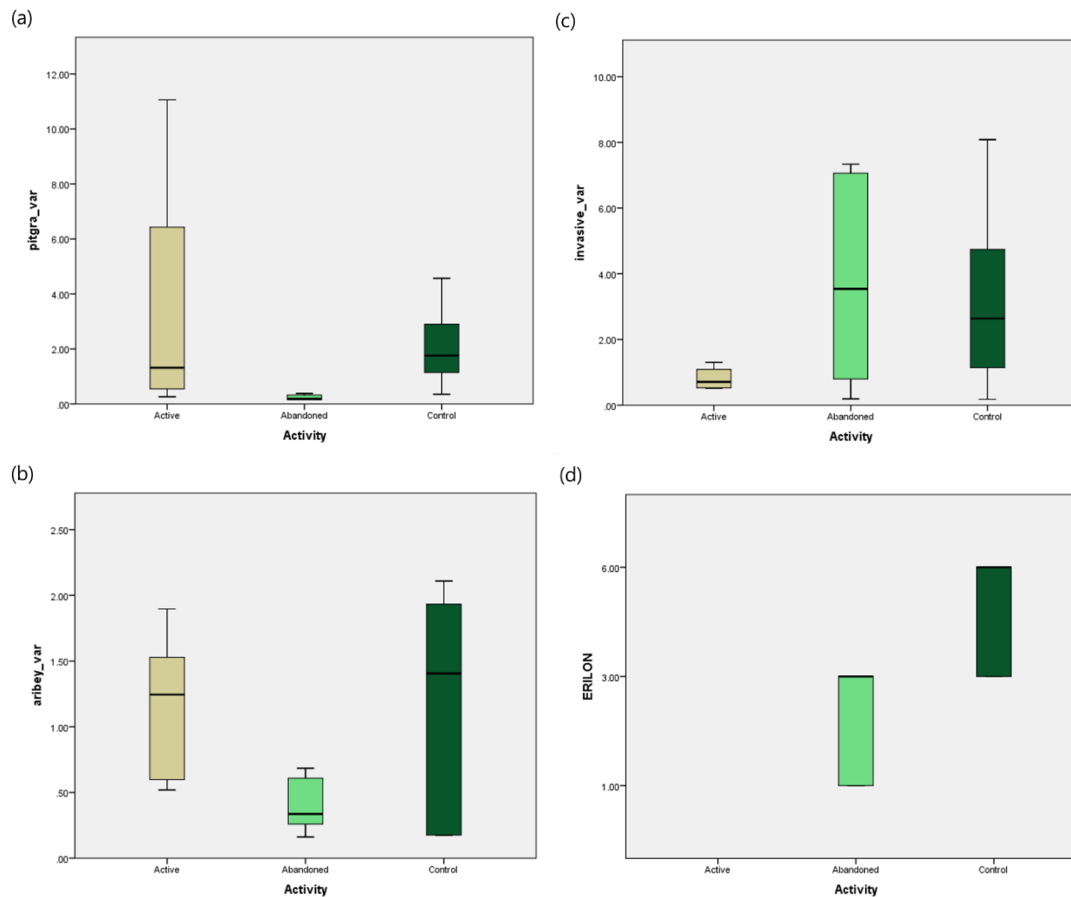 (a)
12.00
10.00
8.00
6.00
4.00
2.00
.00
pitgra_var
Active Abandoned Control
Activity
(c)
10.00
8.00
6.00
4.00
2.00
.00
invasive_var
Active Abandoned Control
Activity
(b)
2.50
2.00
1.50
1.00
.50
.00
aribey_var
Active Abandoned Control
Activity
(d)
6.00
3.00
1.00
ERILON
Active Abandoned Control
Activity